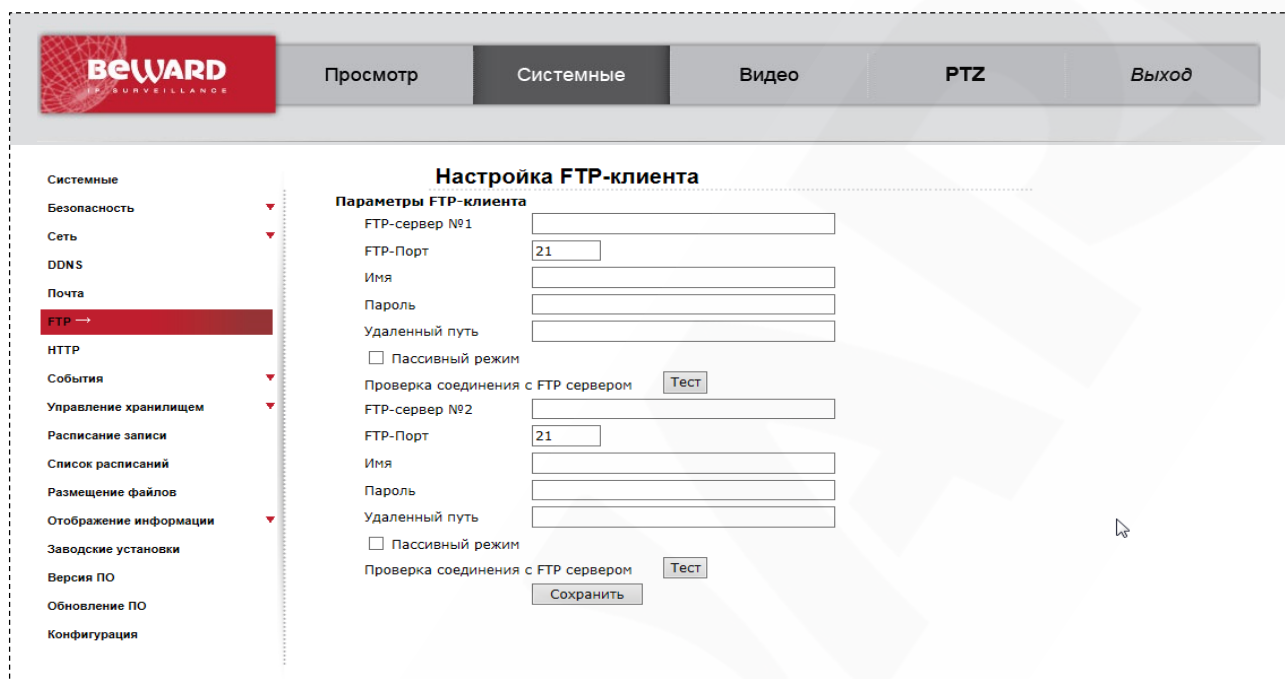 BEWARD
IP SURVEILLANCE
Просмотр
Системные
Видео
PTZ
Выход
Системные
Безопасность
Сеть
DDNS
Почта
FTP →
HTTP
События
Управление хранилищем
Расписание записи
Список расписаний
Размещение файлов
Отображение информации
Заводские установки
Версия ПО
Обновление ПО
Конфигурация
Настройка FTP-клиента
Параметры FTP-клиента
FTP-сервер №1
FTP-Порт 21
Имя
Пароль
Удаленный путь
Пассивный режим
Проверка соединения с FTP сервером Тест
FTP-сервер №2
FTP-Порт 21
Имя
Пароль
Удаленный путь
Пассивный режим
Проверка соединения с FTP сервером Тест
Сохранить